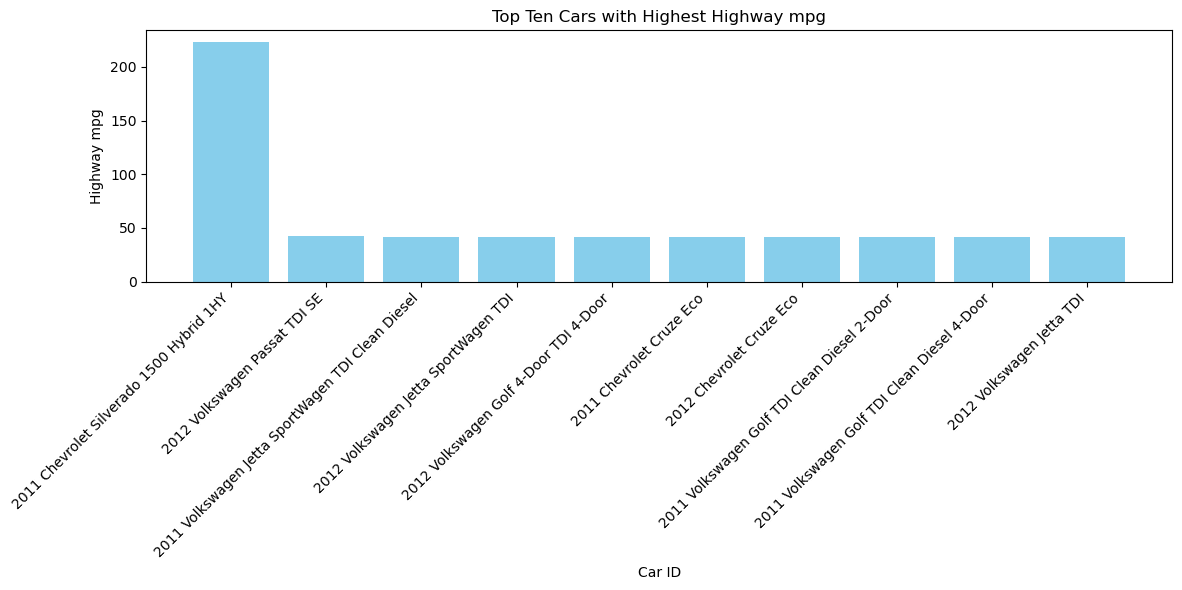 Top Ten Cars with Highest Highway mpg
Highway mpg
200
150
100
50
0
2011 Chevrolet Silverado 1500 Hybrid 1HY
2012 Volkswagen Passat TDI SE
2011 Volkswagen Jetta SportWagen TDI Clean Diesel
2012 Volkswagen Jetta SportWagen TDI
2012 Volkswagen Golf 4-Door TDI 4-Door
2011 Chevrolet Cruze Eco
2012 Chevrolet Cruze Eco
2011 Volkswagen Golf TDI Clean Diesel 2-Door
2011 Volkswagen Golf TDI Clean Diesel 4-Door
2012 Volkswagen Jetta TDI
Car ID